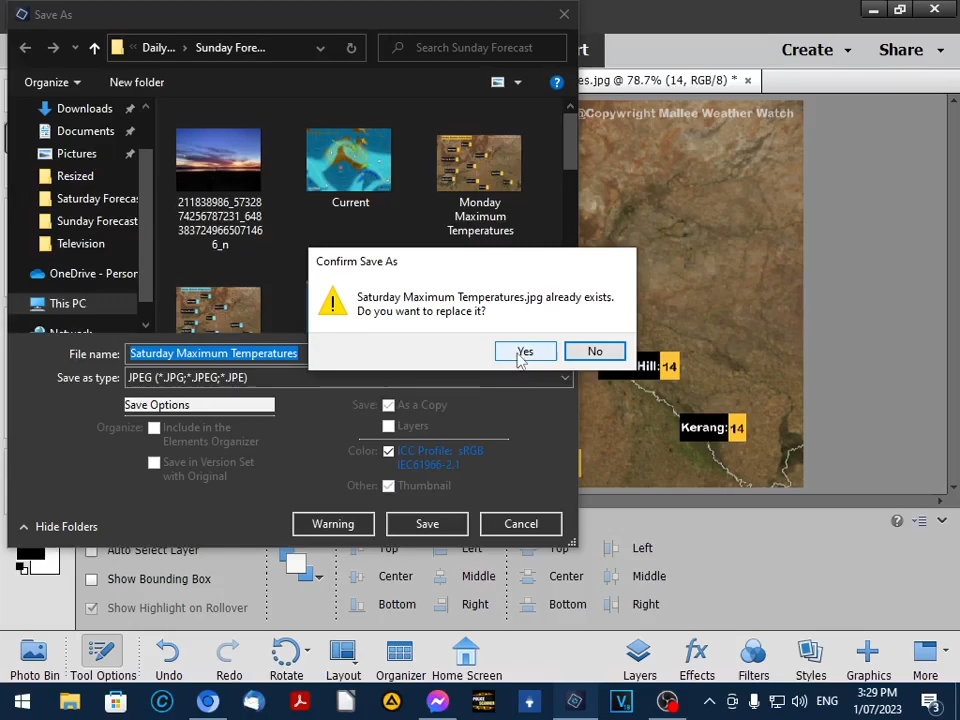 Save As
Daily... Sunday Fore...
Search Sunday Forecast
Create
Share
Organize
New folder
es.jpg @ 78.7% (14, RGB/8) *
@Copywright Mallee Weather Watch
Downloads
Documents
Pictures
Resized
Saturday Forecas
Sunday Forecast
Television
OneDrive - Person
This PC
Network
211838986_57328
74256787231_648
383724966507146
6_n
Current
Monday
Maximum
Temperatures
Confirm Save As
Saturday Maximum Temperatures.jpg already exists.
Do you want to replace it?
Yes
No
File name:
Saturday Maximum Temperatures
Save as type:
JPEG (*.JPG;*.JPEG;*.JPE)
Hill: 14
Kerang: 14
Save Options
Organize:
Include in the
Elements Organizer
Save in Version Set
with Original
Save:
As a Copy
Layers
Color:
ICC Profile: sRGB
IEC61966-2.1
Other:
Thumbnail
Hide Folders
Warning
Save
Cancel
Auto Select Layer
Show Bounding Box
Show Highlight on Rollover
Top
Left
Top
Left
Center
Middle
Center
Middle
Bottom
Right
Bottom
Right
Photo Bin
Tool Options
Undo
Redo
Rotate
Layout
Organizer
Home Screen
Layers
Effects
Filters
Styles
Graphics
More
ENG
3:29 PM
1/07/2023
3